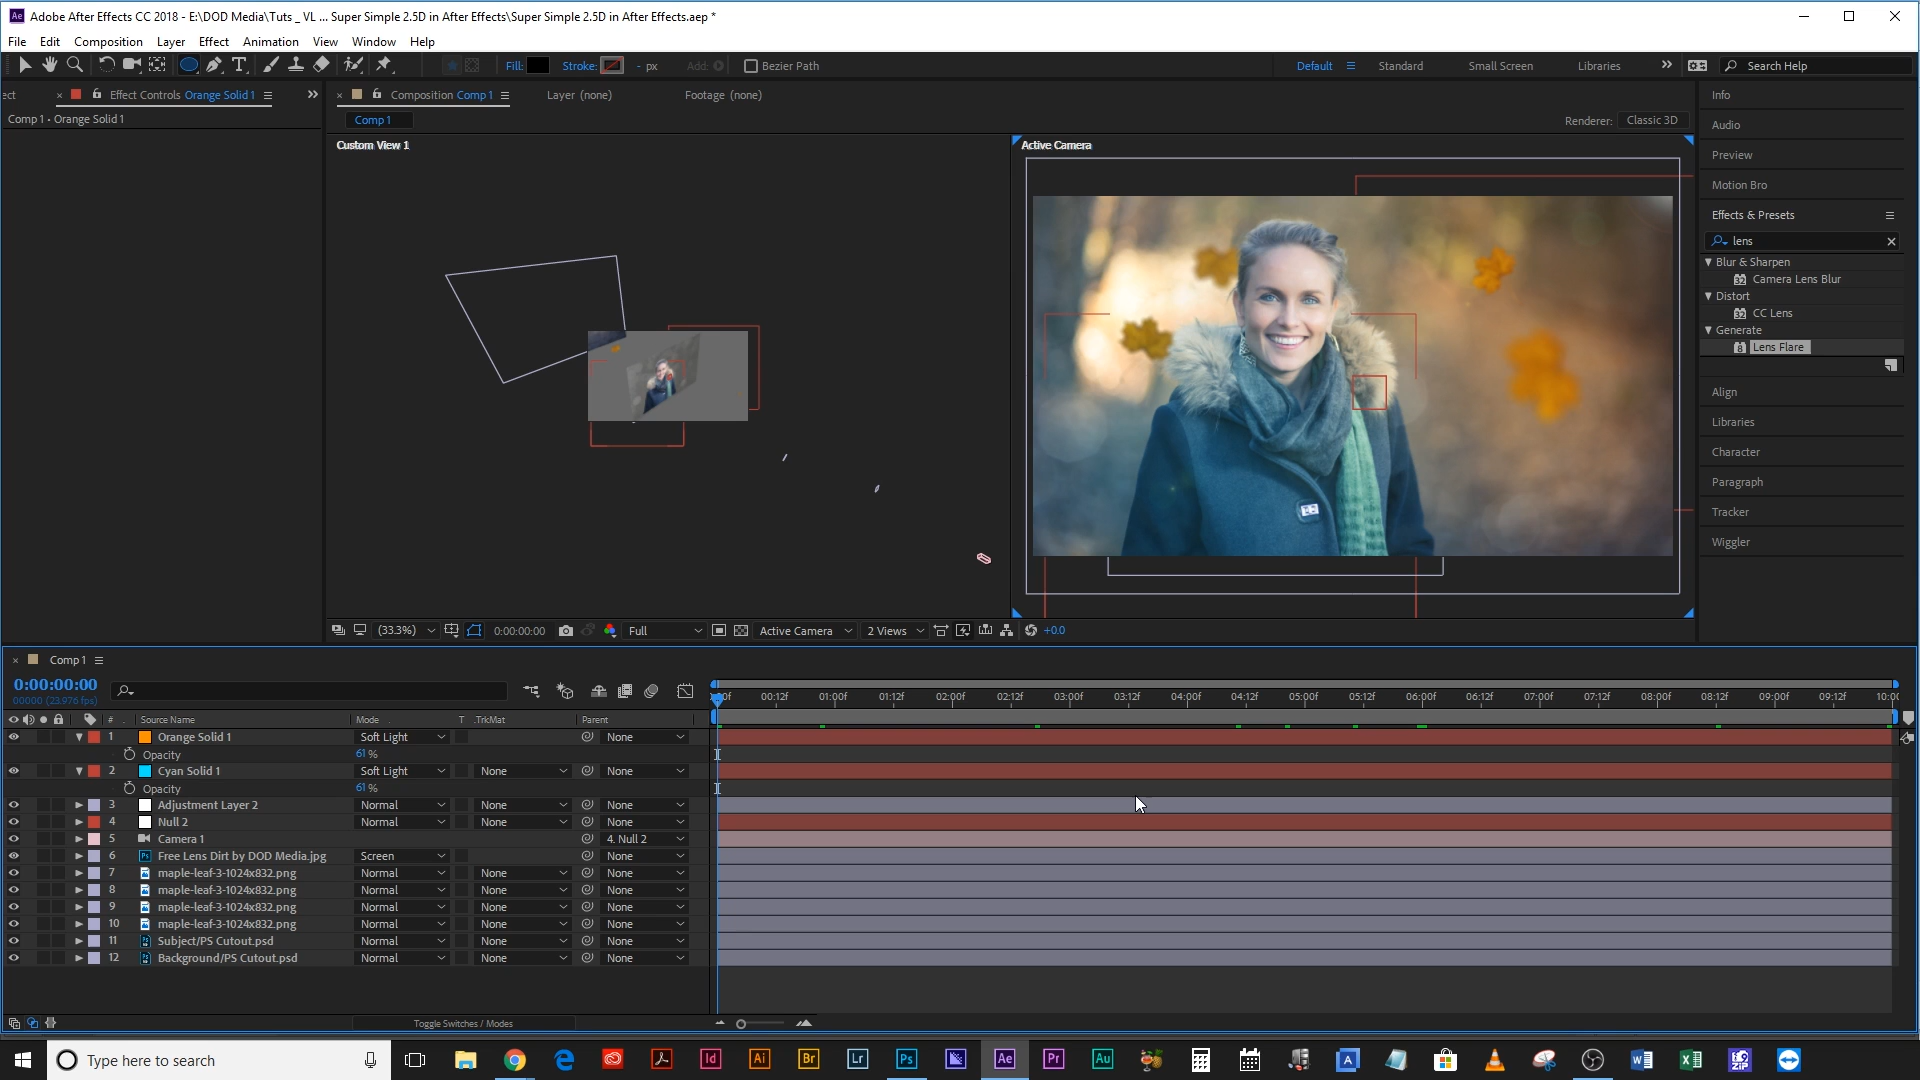 Adobe After Effects CC 2018 - E:\DOD Media\Tuts _ VL ... Super Simple 2.5D in After Effects\Super Simple 2.5D in After Effects.aep *
File Edit Composition Layer Effect Animation View Window Help
Fill: Stroke: - px Add: Bezier Path Default Standard Small Screen Libraries Search Help
ect Effect Controls Orange Solid 1 Composition Comp 1 Layer (none) Footage (none) Info
Comp 1 • Orange Solid 1 Comp 1 Renderer: Classic 3D
Audio
Custom View 1 Active Camera
Preview
Motion Bro
Effects & Presets
lens
Blur & Sharpen
Camera Lens Blur
Distort
CC Lens
Generate
Lens Flare
Align
Libraries
Character
Paragraph
Tracker
Wiggler
(33.3%) 0:00:00:00 Full Active Camera 2 Views +0.0
Comp 1
0:00:00:00
00000 (23.976 fps)
:00f 00:12f 01:00f 01:12f 02:00f 02:12f 03:00f 03:12f 04:00f 04:12f 05:00f 05:12f 06:00f 06:12f 07:00f 07:12f 08:00f 08:12f 09:00f 09:12f 10:00
# Source Name Mode T .TrkMat Parent
1 Orange Solid 1 Soft Light None
Opacity 61 %
2 Cyan Solid 1 Soft Light None None
Opacity 61 %
3 Adjustment Layer 2 Normal None None
4 Null 2 Normal None None
5 Camera 1 4. Null 2
6 Free Lens Dirt by DOD Media.jpg Screen None
7 maple-leaf-3-1024x832.png Normal None None
8 maple-leaf-3-1024x832.png Normal None None
9 maple-leaf-3-1024x832.png Normal None None
10 maple-leaf-3-1024x832.png Normal None None
11 Subject/PS Cutout.psd Normal None None
12 Background/PS Cutout.psd Normal None None
Toggle Switches / Modes
Type here to search Id Ai Br Lr Ps Ae Pr Au